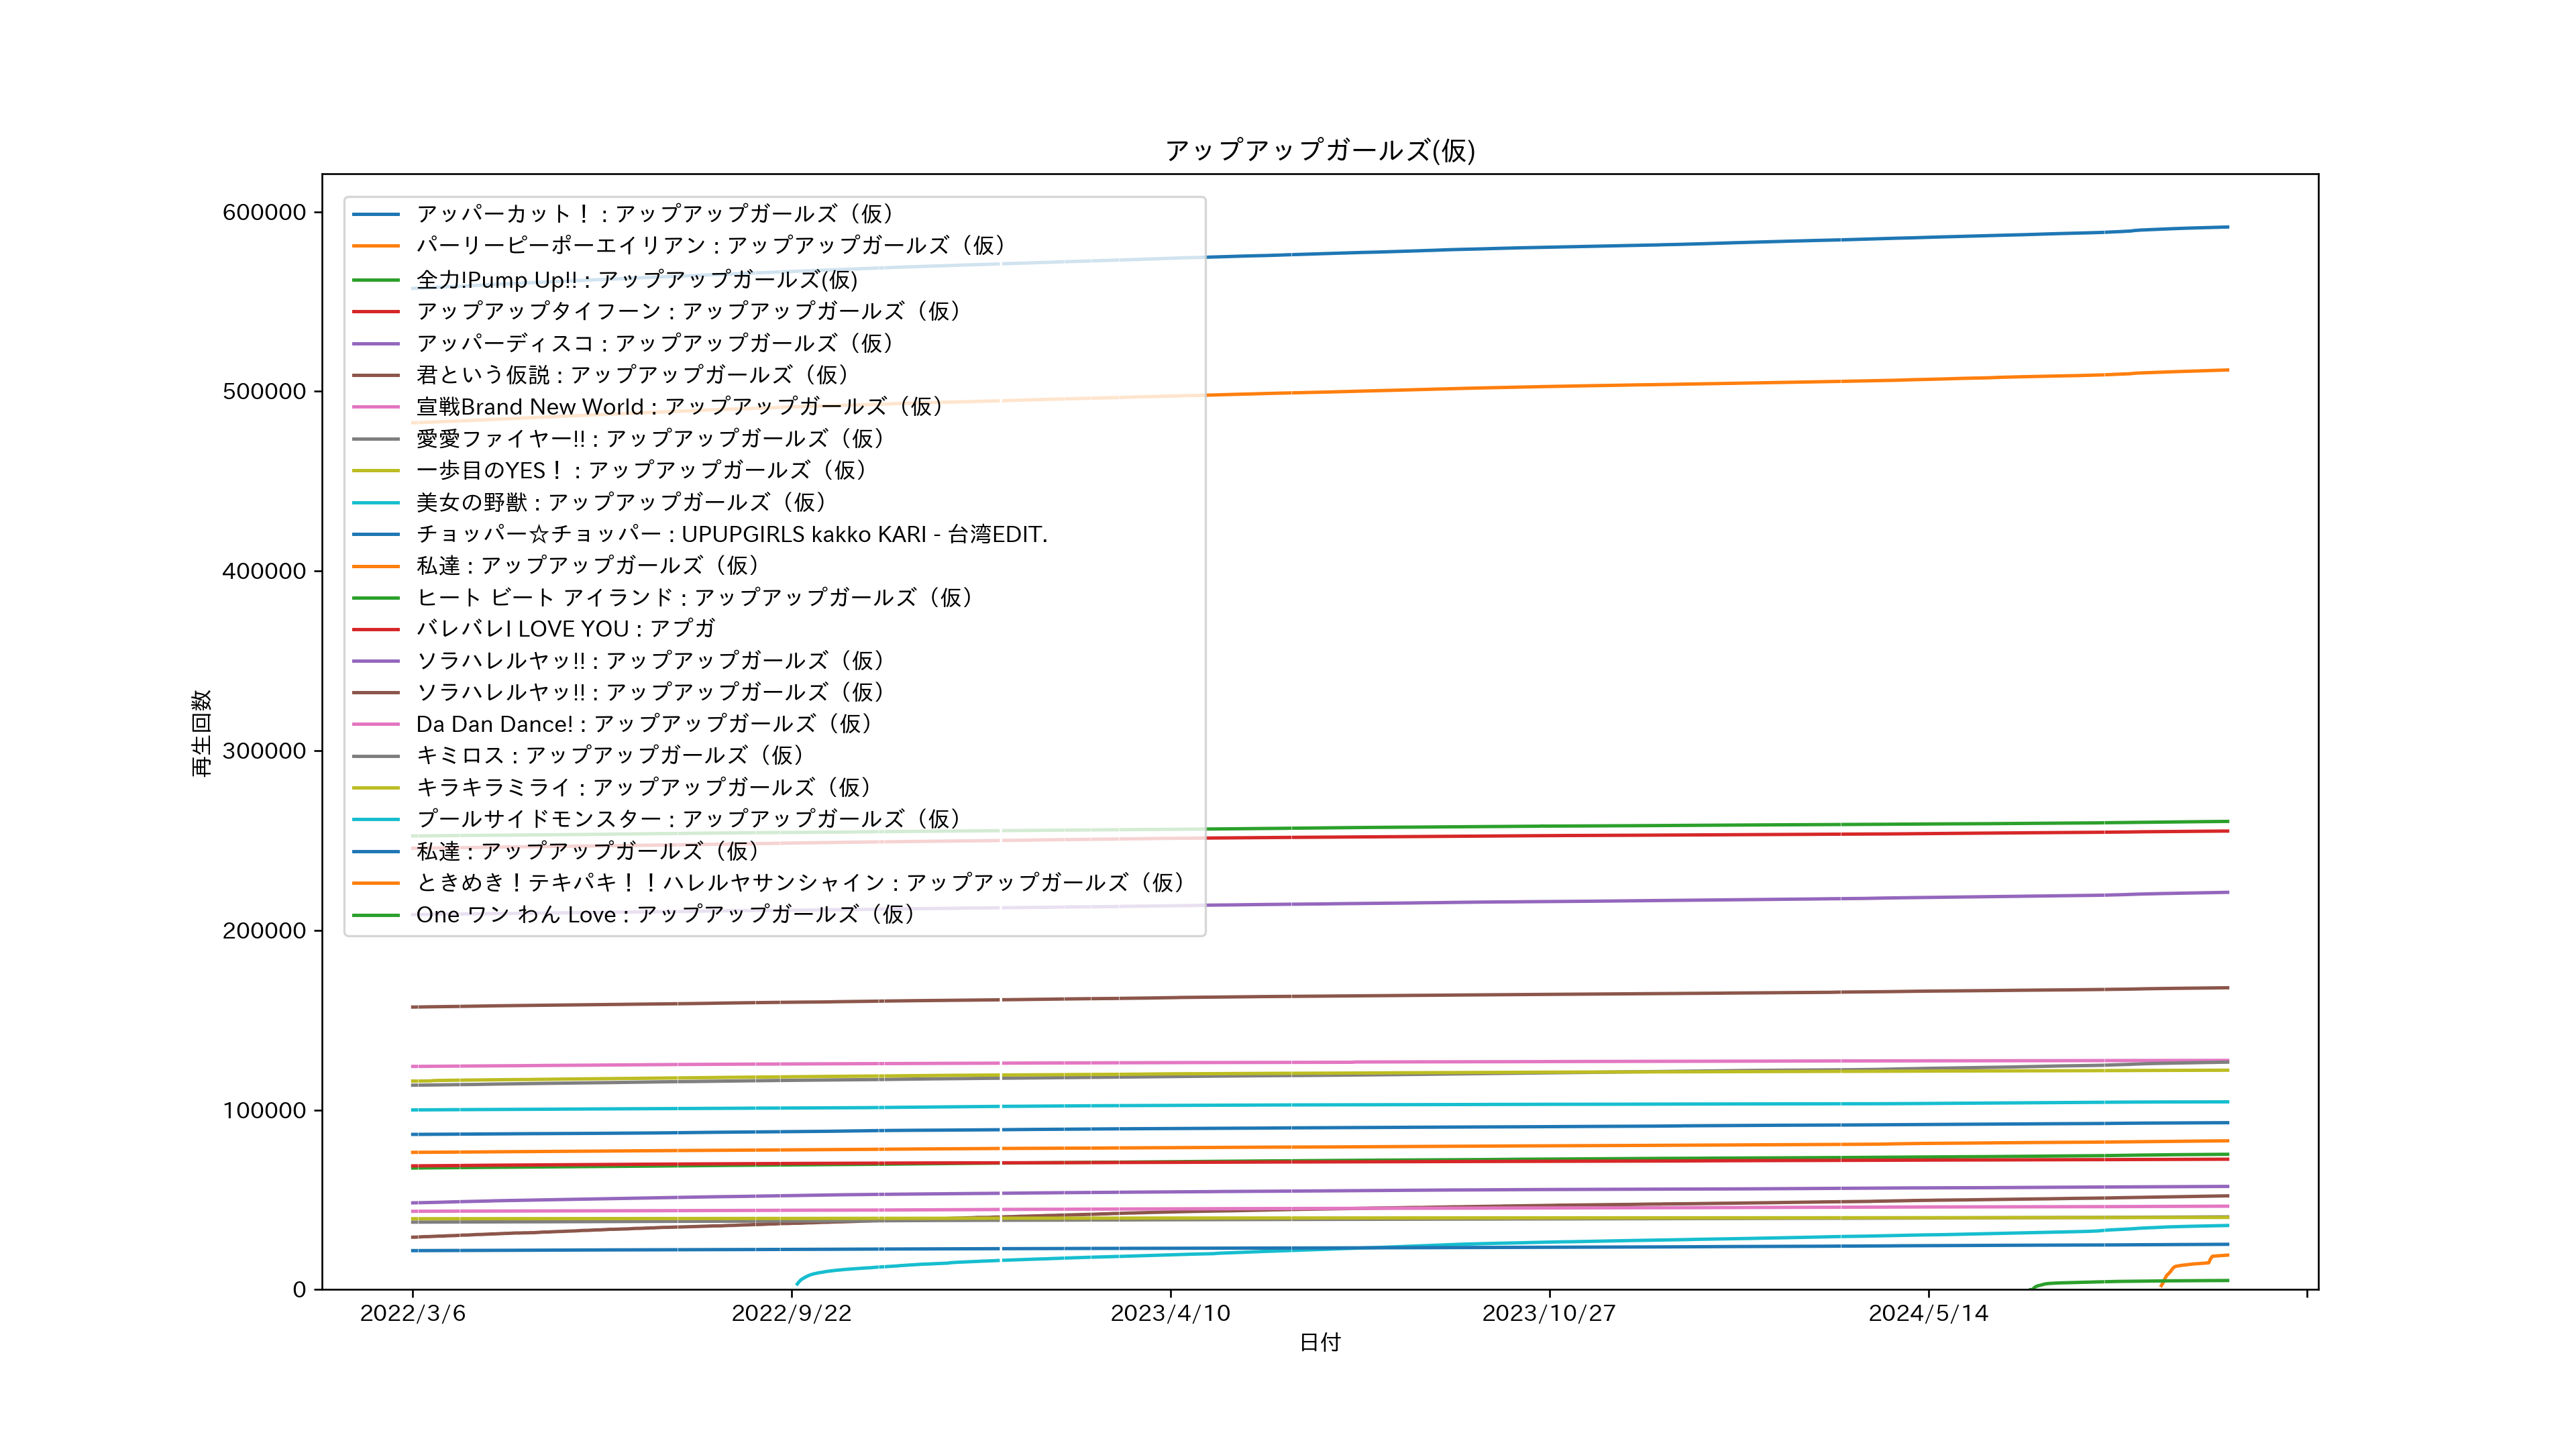 アップアップガールズ(仮)
600000
500000
400000
300000
200000
100000
0
再生回数
アッパーカット！ : アップアップガールズ（仮）
パーリーピーポーエイリアン : アップアップガールズ（仮）
全力!Pump Up!! : アップアップガールズ(仮)
アップアップタイフーン : アップアップガールズ（仮）
アッパーディスコ : アップアップガールズ（仮）
君という仮説 : アップアップガールズ（仮）
宣戦Brand New World : アップアップガールズ（仮）
愛愛ファイヤー!! : アップアップガールズ（仮）
一歩目のYES！ : アップアップガールズ（仮）
美女の野獣 : アップアップガールズ（仮）
チョッパー☆チョッパー : UPUPGIRLS kakko KARI - 台湾EDIT.
私達 : アップアップガールズ（仮）
ヒート ビート アイランド : アップアップガールズ（仮）
バレバレI LOVE YOU : アプガ
ソラハレルヤッ!! : アップアップガールズ（仮）
ソラハレルヤッ!! : アップアップガールズ（仮）
Da Dan Dance! : アップアップガールズ（仮）
キミロス : アップアップガールズ（仮）
キラキラミライ : アップアップガールズ（仮）
プールサイドモンスター : アップアップガールズ（仮）
私達 : アップアップガールズ（仮）
ときめき！テキパキ！！ハレルヤサンシャイン : アップアップガールズ（仮）
One ワン わん Love : アップアップガールズ（仮）
2022/3/6
2022/9/22
2023/4/10
2023/10/27
2024/5/14
日付